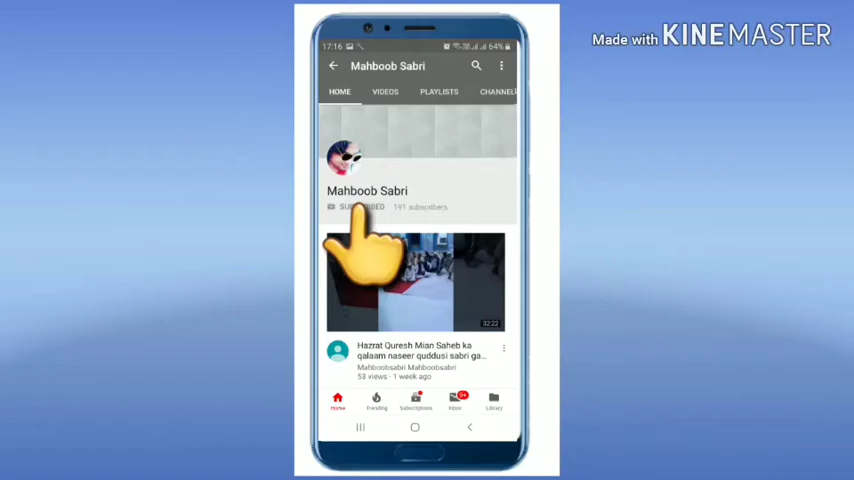 Made with KINEMASTER
17:16 64%
Mahboob Sabri
HOME VIDEOS PLAYLISTS CHANNEL
Mahboob Sabri
191 subscribers
32:22
Hazrat Quresh Mian Saheb ka
qalaam naseer quddusi sabri ga...
Mahboobsabri Mahboobsabri
53 views · 1 week ago
9+
Home Trending Subscriptions Inbox Library